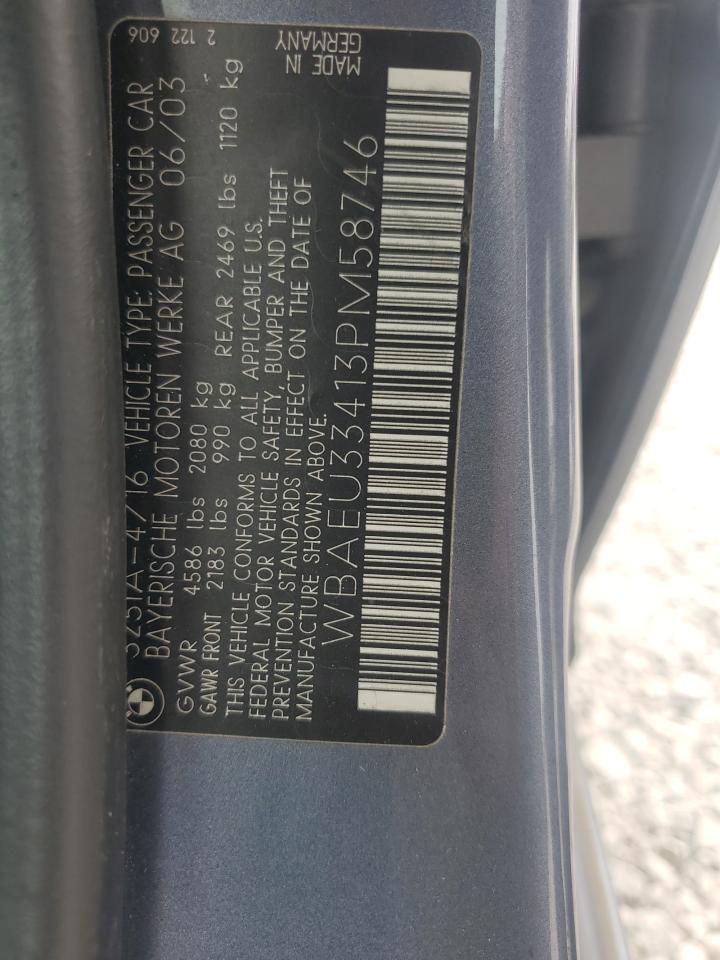 325iA-4/16 VEHICLE TYPE: PASSENGER CAR 2 122 606
BAYERISCHE MOTOREN WERKE AG 06/03
GVWR 4586 lbs 2080 kg
GAWR FRONT 2183 lbs 990 kg REAR 2469 lbs 1120 kg
THIS VEHICLE CONFORMS TO ALL APPLICABLE U.S.
FEDERAL MOTOR VEHICLE SAFETY, BUMPER AND THEFT
PREVENTION STANDARDS IN EFFECT ON THE DATE OF
MANUFACTURE SHOWN ABOVE.
MADE IN
GERMANY
WBAEU33413PM58746